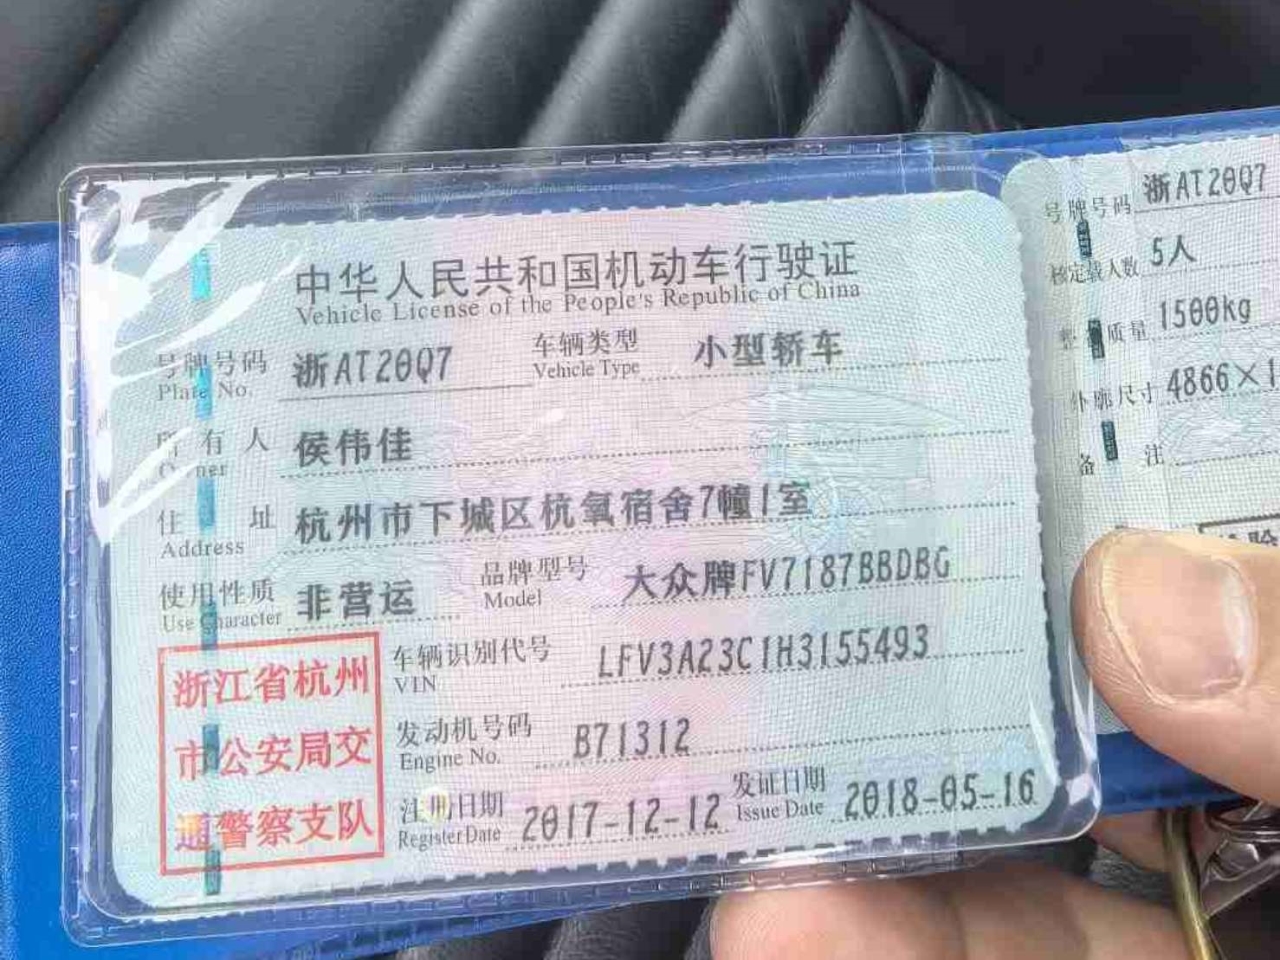 中华人民共和国机动车行驶证
Vehicle License of the People's Republic of China
号牌号码 浙AT20Q7 车辆类型 小型轿车
Plate No. Vehicle Type
所有人 侯伟佳
Owner
住址 杭州市下城区杭氧宿舍7幢1室
Address
使用性质 非营运 品牌型号 大众牌FV7187BBDBG
Use Character Model
车辆识别代号 LFV3A23C1H3155493
VIN
发动机号码 B71312
Engine No.
注册日期 2017-12-12 发证日期 2018-05-16
Register Date Issue Date
浙江省杭州
市公安局交
通警察支队
号牌号码 浙AT20Q7
核定载人数 5人
整备质量 1500kg
外廓尺寸 4866×1
备注